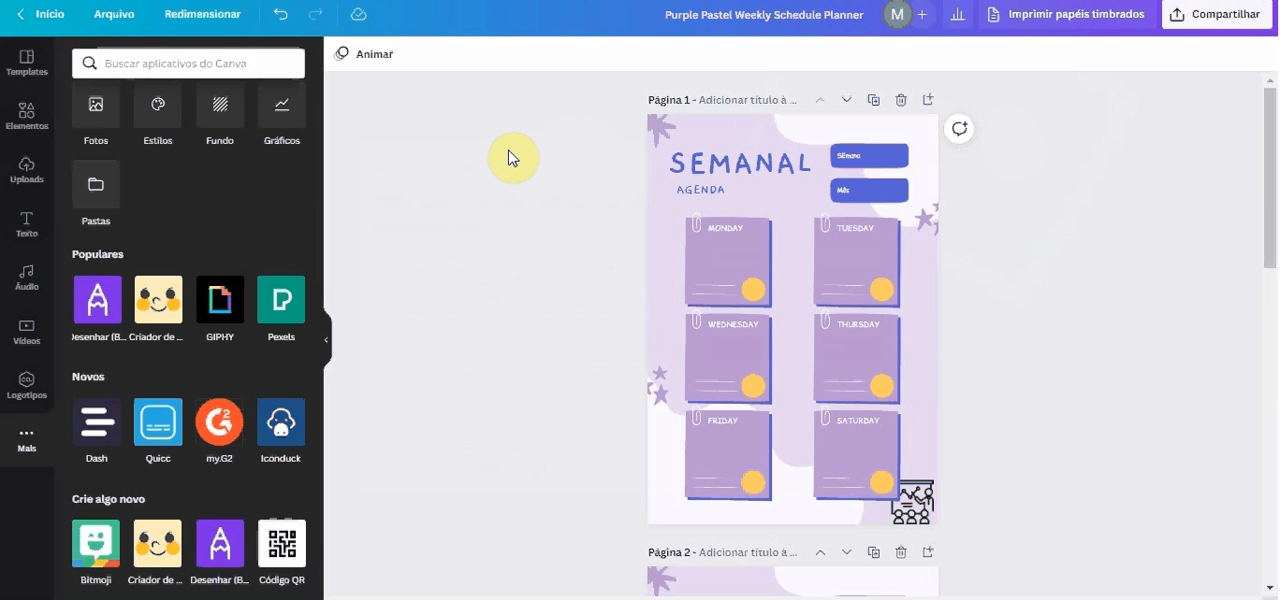 Início Arquivo Redimensionar Purple Pastel Weekly Schedule Planner M + Imprimir papéis timbrados Compartilhar
Templates
Elementos
Uploads
Texto
Áudio
Vídeos
co.
Logotipos
Mais
Buscar aplicativos do Canva
Fotos Estilos Fundo Gráficos
Pastas
Populares
Desenhar (B... Criador de ... GIPHY Pexels
Novos
Dash Quicc my.G2 Iconduck
Crie algo novo
Bitmoji Criador de ... Desenhar (B... Código QR
Animar
Página 1 - Adicionar título à ...
SEMANAL
AGENDA
SEmana
Mês
MONDAY TUESDAY
WEDNESDAY THURSDAY
FRIDAY SATURDAY
Página 2 - Adicionar título à ...